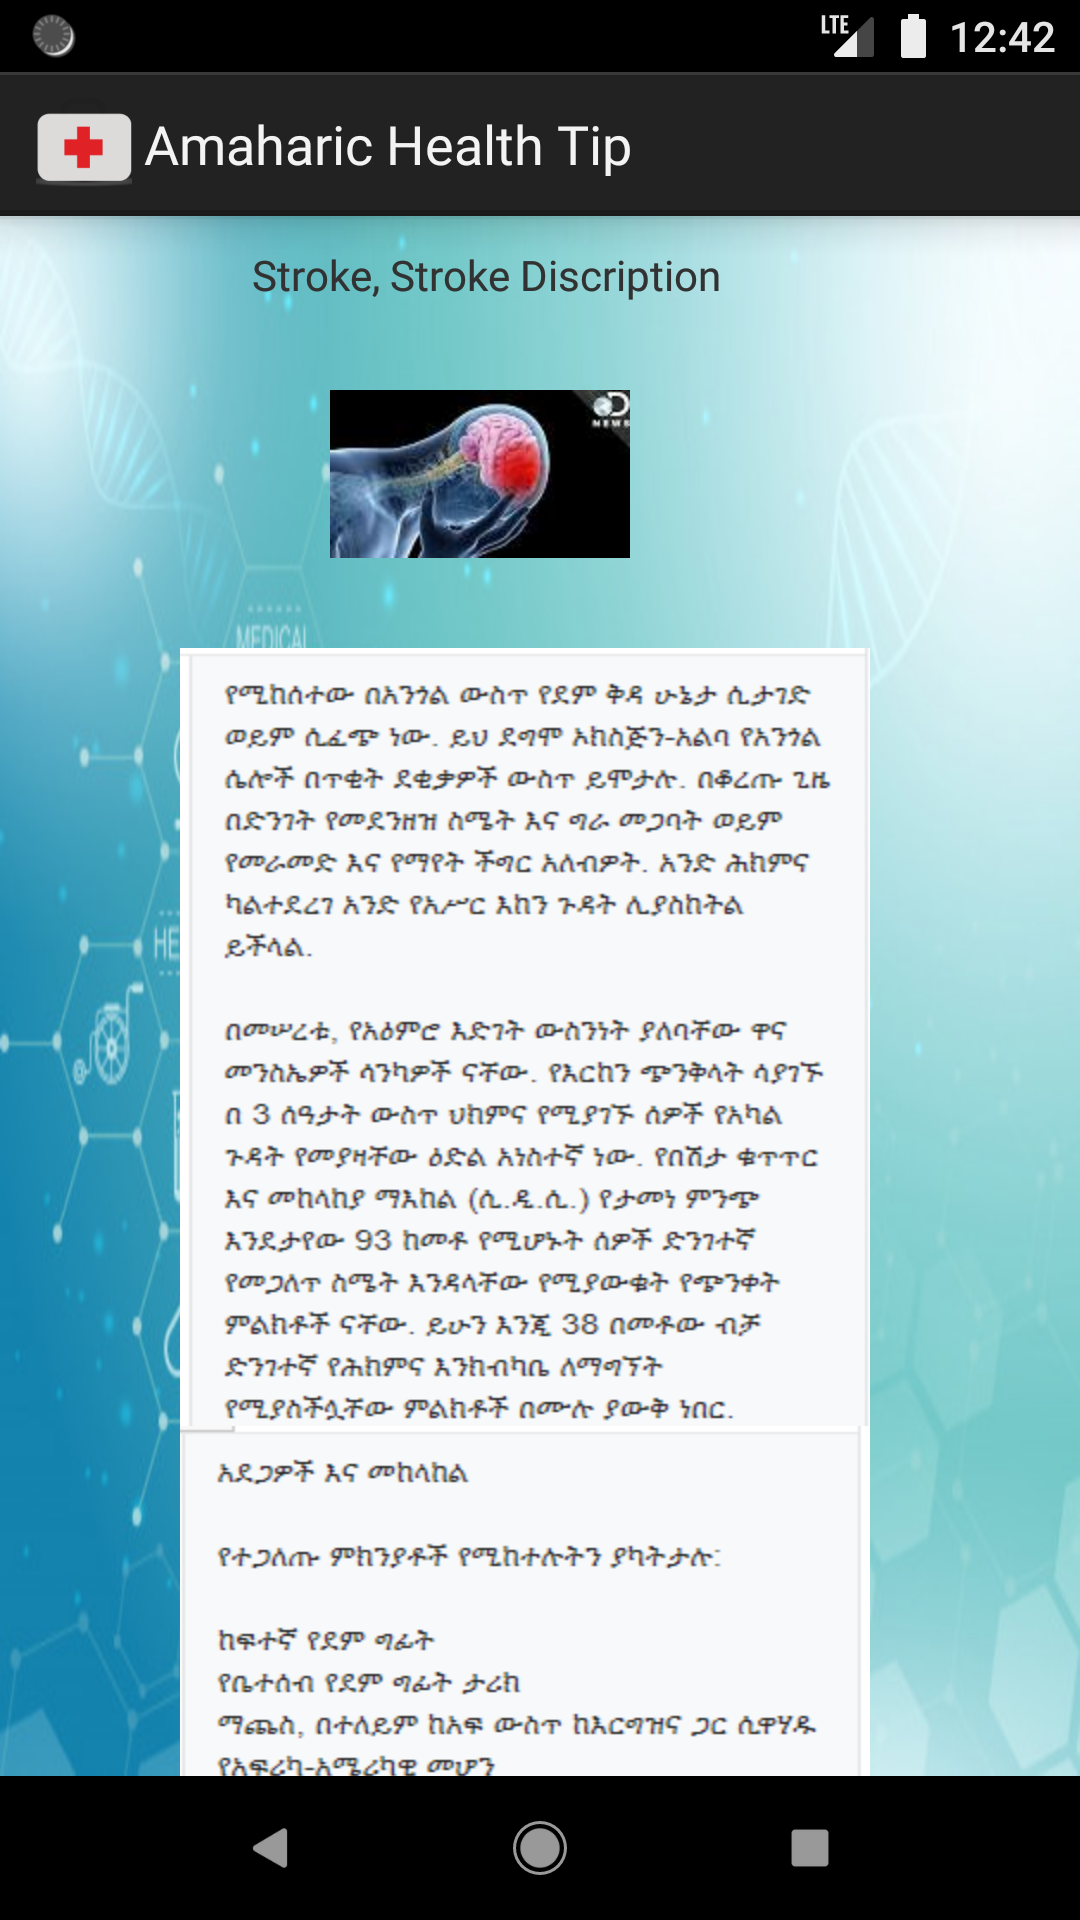 LTE 12:42
Amaharic Health Tip
Stroke, Stroke Discription
NEWS
MEDICAL
የሚከሰተው በአንጎል ውስጥ የደም ቅዳ ሁኔታ ሲታገድ
ወይም ሲፈጭ ነው. ይህ ደግሞ ኦክስጅን-አልባ የአንጎል
ሴሎች በጥቂት ደቂቃዎች ውስጥ ይሞታሉ. በቆረጡ ጊዜ
በድንገት የመደንዘዝ ስሜት እና ግራ መጋባት ወይም
የመራመድ እና የማየት ችግር አለብዎት. አንድ ሕክምና
ካልተደረገ አንድ የአሥር እከን ጉዳት ሊያስከትል
ይችላል.
HE
በመሠረቱ, የአዕምሮ እድገት ውስንነት ያለባቸው ዋና
መንስኤዎች ሳንካዎች ናቸው. የእርከን ጭንቅላት ሳያገኙ
በ 3 ሰዓታት ውስጥ ህክምና የሚያገኙ ሰዎች የአካል
ጉዳት የመያዛቸው ዕድል አነስተኛ ነው. የበሽታ ቁጥጥር
እና መከላከያ ማእከል (ሲ.ዲ.ሲ.) የታመነ ምንጭ
እንደታየው 93 ከመቶ የሚሆኑት ሰዎች ድንገተኛ
የመጋለጥ ስሜት እንዳላቸው የሚያውቁት የጭንቀት
ምልክቶች ናቸው. ይሁን እንጂ 38 በመቶው ብቻ
ድንገተኛ የሕክምና እንክብካቤ ለማግኘት
የሚያስችሏቸው ምልክቶች በሙሉ ያውቅ ነበር.
አደጋዎች እና መከላከል
የተጋለጡ ምክንያቶች የሚከተሉትን ያካትታሉ:
ከፍተኛ የደም ግፊት
የቤተሰብ የደም ግፊት ታሪክ
ማጨስ, በተለይም ከአፍ ውስጥ ከእርግዝና ጋር ሲዋሃዱ
የአፍሪካ-አሜሪካዊ መሆን